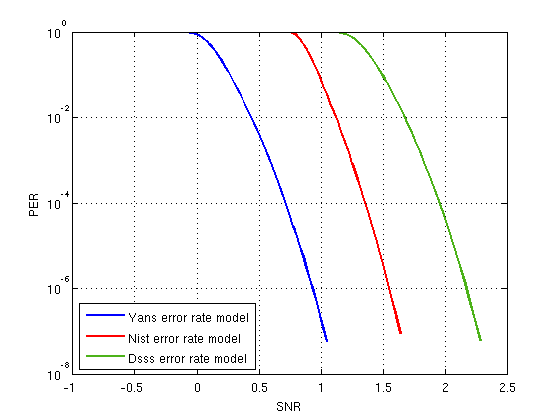 10^0
10^-2
10^-4
10^-6
10^-8
PER
Yans error rate model
Nist error rate model
Dsss error rate model
-1 -0.5 0 0.5 1 1.5 2 2.5
SNR